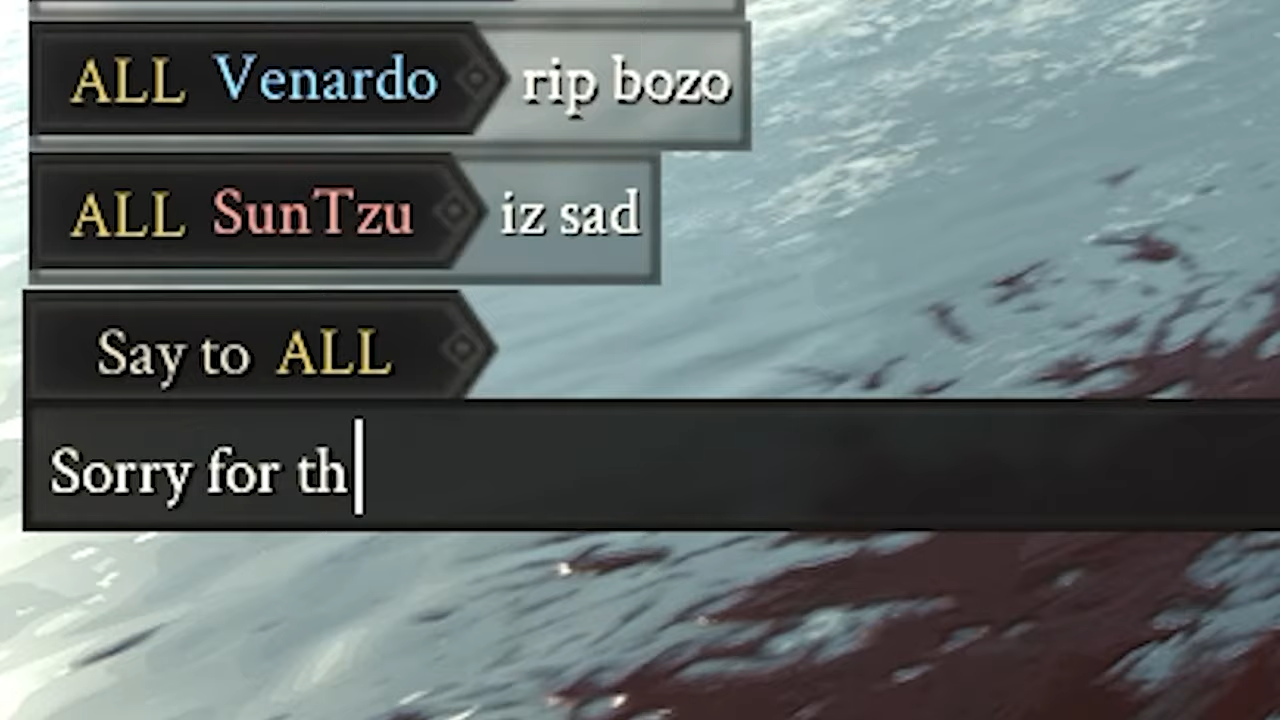 ALL Venardo rip bozo
ALL SunTzu iz sad
Say to ALL
Sorry for th